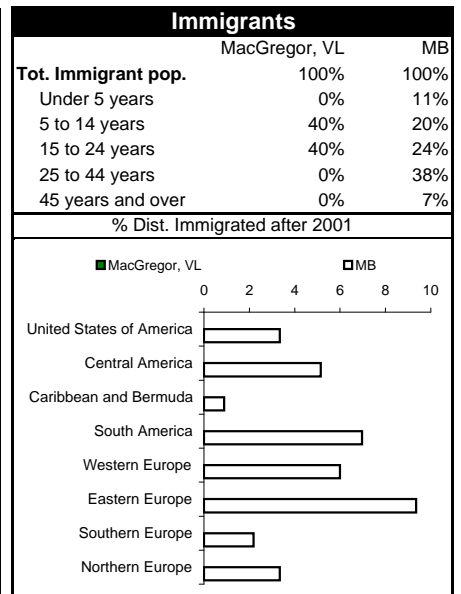 Immigrants
MacGregor, VL MB
Tot. Immigrant pop. 100% 100%
Under 5 years 0% 11%
5 to 14 years 40% 20%
15 to 24 years 40% 24%
25 to 44 years 0% 38%
45 years and over 0% 7%
% Dist. Immigrated after 2001
MacGregor, VL MB
0 2 4 6 8 10
United States of America
Central America
Caribbean and Bermuda
South America
Western Europe
Eastern Europe
Southern Europe
Northern Europe